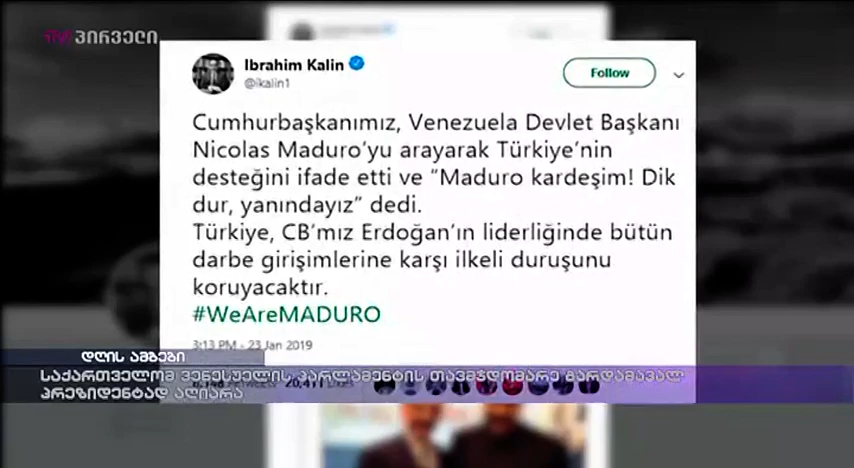 TV ᲞᲘᲠᲕᲔᲚᲘ
Ibrahim Kalin
@ikalin1
Follow
Cumhurbaşkanımız, Venezuela Devlet Başkanı
Nicolas Maduro'yu arayarak Türkiye'nin
desteğini ifade etti ve "Maduro kardeşim! Dik
dur, yanındayız" dedi.
Türkiye, CB'mız Erdoğan'ın liderliğinde bütün
darbe girişimlerine karşı ilkeli duruşunu
koruyacaktır.
#WeAreMADURO
3:13 PM - 23 Jan 2019
ᲓᲦᲘᲡ ᲐᲛᲑᲔᲑᲘ
ᲡᲐᲥᲐᲠᲗᲕᲔᲚᲝᲛ ᲕᲔᲜᲔᲡᲣᲔᲚᲘᲡ ᲞᲐᲠᲚᲐᲛᲔᲜᲢᲘᲡ ᲗᲐᲕᲛᲯᲓᲝᲛᲐᲠᲔ ᲒᲐᲠᲓᲐᲛᲐᲕᲐᲚ
ᲞᲠᲔᲖᲘᲓᲔᲜᲢᲐᲓ ᲐᲦᲘᲐᲠᲐ